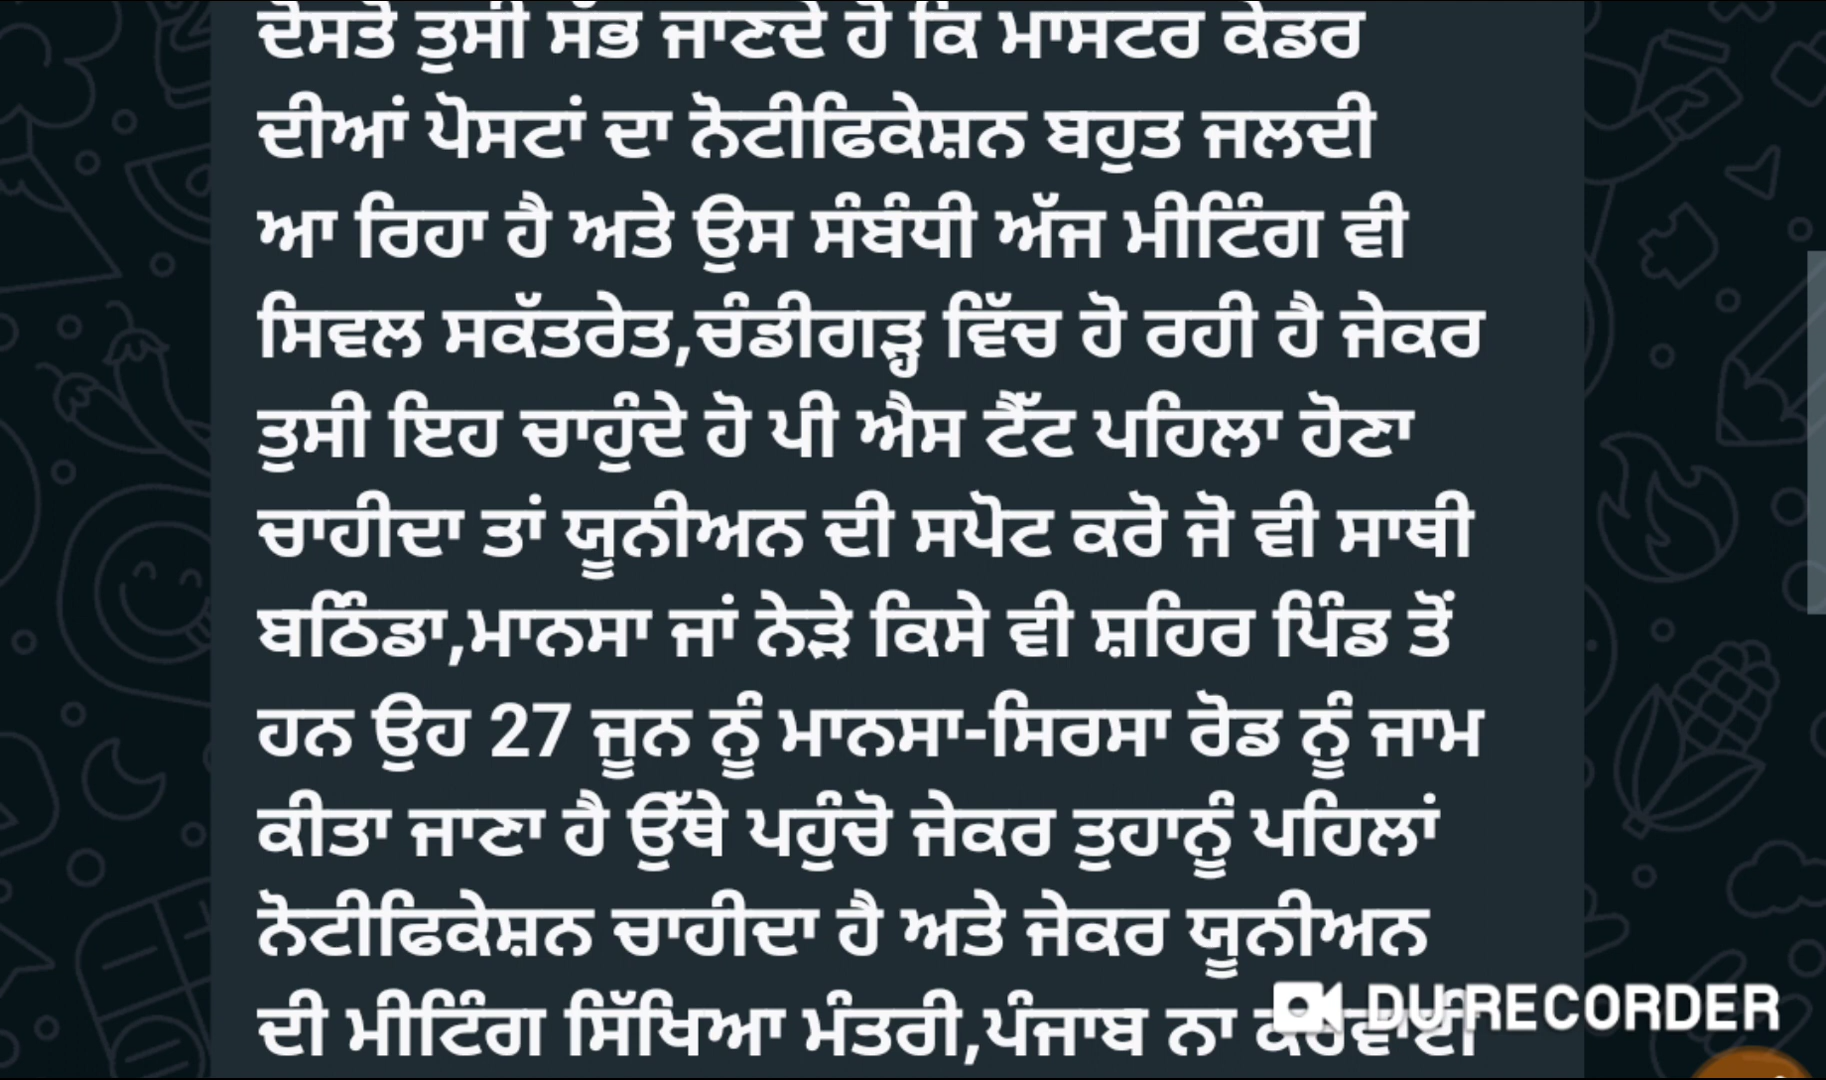 ਦੋਸਤੋ ਤੁਸੀ ਸੱਭ ਜਾਣਦੇ ਹੋ ਕਿ ਮਾਸਟਰ ਕੇਡਰ
ਦੀਆਂ ਪੋਸਟਾਂ ਦਾ ਨੋਟੀਫਿਕੇਸ਼ਨ ਬਹੁਤ ਜਲਦੀ
ਆ ਰਿਹਾ ਹੈ ਅਤੇ ਉਸ ਸੰਬੰਧੀ ਅੱਜ ਮੀਟਿੰਗ ਵੀ
ਸਿਵਲ ਸਕੱਤਰੇਤ,ਚੰਡੀਗੜ੍ਹ ਵਿੱਚ ਹੋ ਰਹੀ ਹੈ ਜੇਕਰ
ਤੁਸੀ ਇਹ ਚਾਹੁੰਦੇ ਹੋ ਪੀ ਐਸ ਟੈੱਟ ਪਹਿਲਾ ਹੋਣਾ
ਚਾਹੀਦਾ ਤਾਂ ਯੂਨੀਅਨ ਦੀ ਸਪੋਟ ਕਰੋ ਜੋ ਵੀ ਸਾਥੀ
ਬਠਿੰਡਾ,ਮਾਨਸਾ ਜਾਂ ਨੇੜੇ ਕਿਸੇ ਵੀ ਸ਼ਹਿਰ ਪਿੰਡ ਤੋਂ
ਹਨ ਉਹ 27 ਜੂਨ ਨੂੰ ਮਾਨਸਾ-ਸਿਰਸਾ ਰੋਡ ਨੂੰ ਜਾਮ
ਕੀਤਾ ਜਾਣਾ ਹੈ ਉੱਥੇ ਪਹੁੰਚੋ ਜੇਕਰ ਤੁਹਾਨੂੰ ਪਹਿਲਾਂ
ਨੋਟੀਫਿਕੇਸ਼ਨ ਚਾਹੀਦਾ ਹੈ ਅਤੇ ਜੇਕਰ ਯੂਨੀਅਨ
ਦੀ ਮੀਟਿੰਗ ਸਿੱਖਿਆ ਮੰਤਰੀ,ਪੰਜਾਬ ਨਾ
DU RECORDER